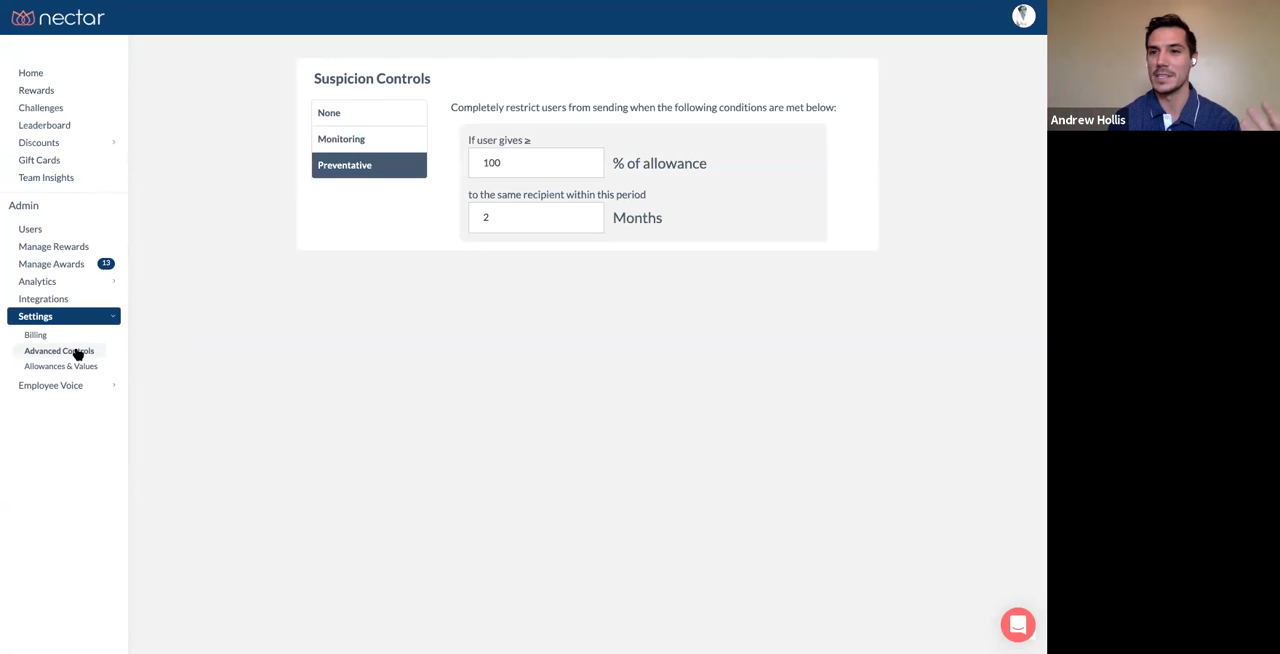 nectar
Home
Rewards
Challenges
Leaderboard
Discounts
Gift Cards
Team Insights
Admin
Users
Manage Rewards
Manage Awards 13
Analytics
Integrations
Settings
Billing
Advanced Controls
Allowances & Values
Employee Voice
Suspicion Controls
None
Monitoring
Preventative
Completely restrict users from sending when the following conditions are met below:
If user gives ≥
100 % of allowance
to the same recipient within this period
2 Months
Andrew Hollis